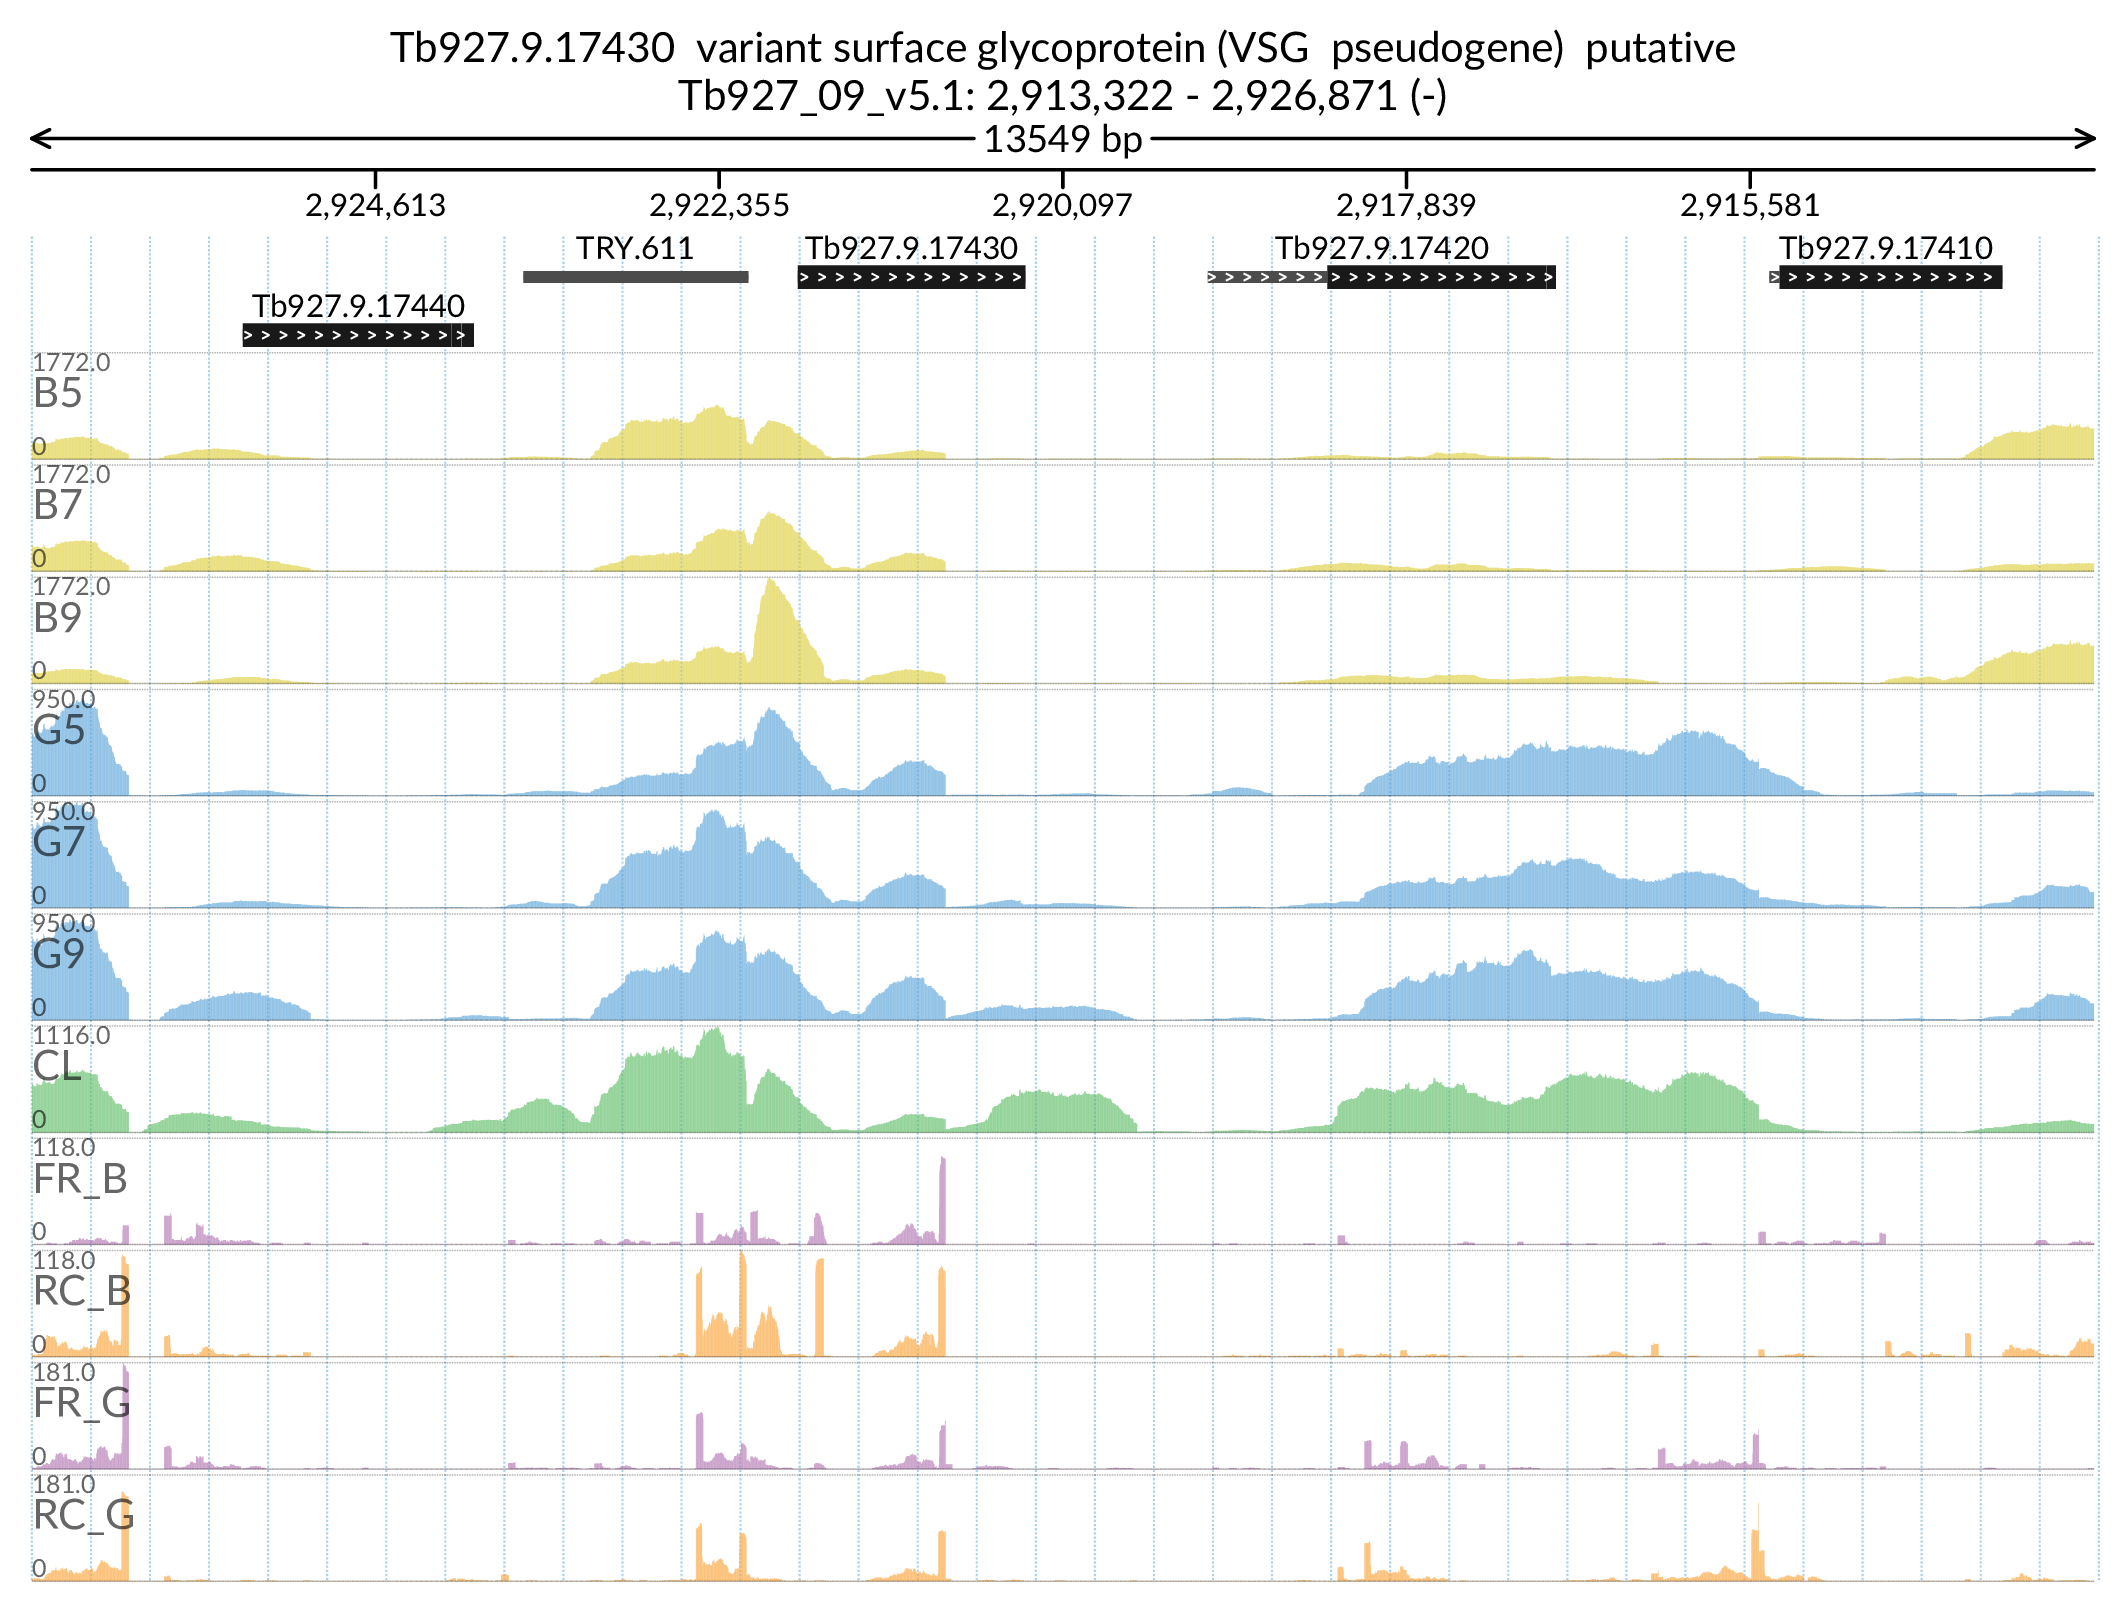 Tb927.9.17430 variant surface glycoprotein (VSG pseudogene) putative
Tb927_09_v5.1: 2,913,322 - 2,926,871 (-)
13549 bp
2,924,613 2,922,355 2,920,097 2,917,839 2,915,581
TRY.611 Tb927.9.17430 Tb927.9.17420 Tb927.9.17410
Tb927.9.17440
1772.0
B5
0
1772.0
B7
0
1772.0
B9
0
950.0
G5
0
950.0
G7
0
950.0
G9
0
1116.0
CL
0
118.0
FR_B
0
118.0
RC_B
0
181.0
FR_G
0
181.0
RC_G
0